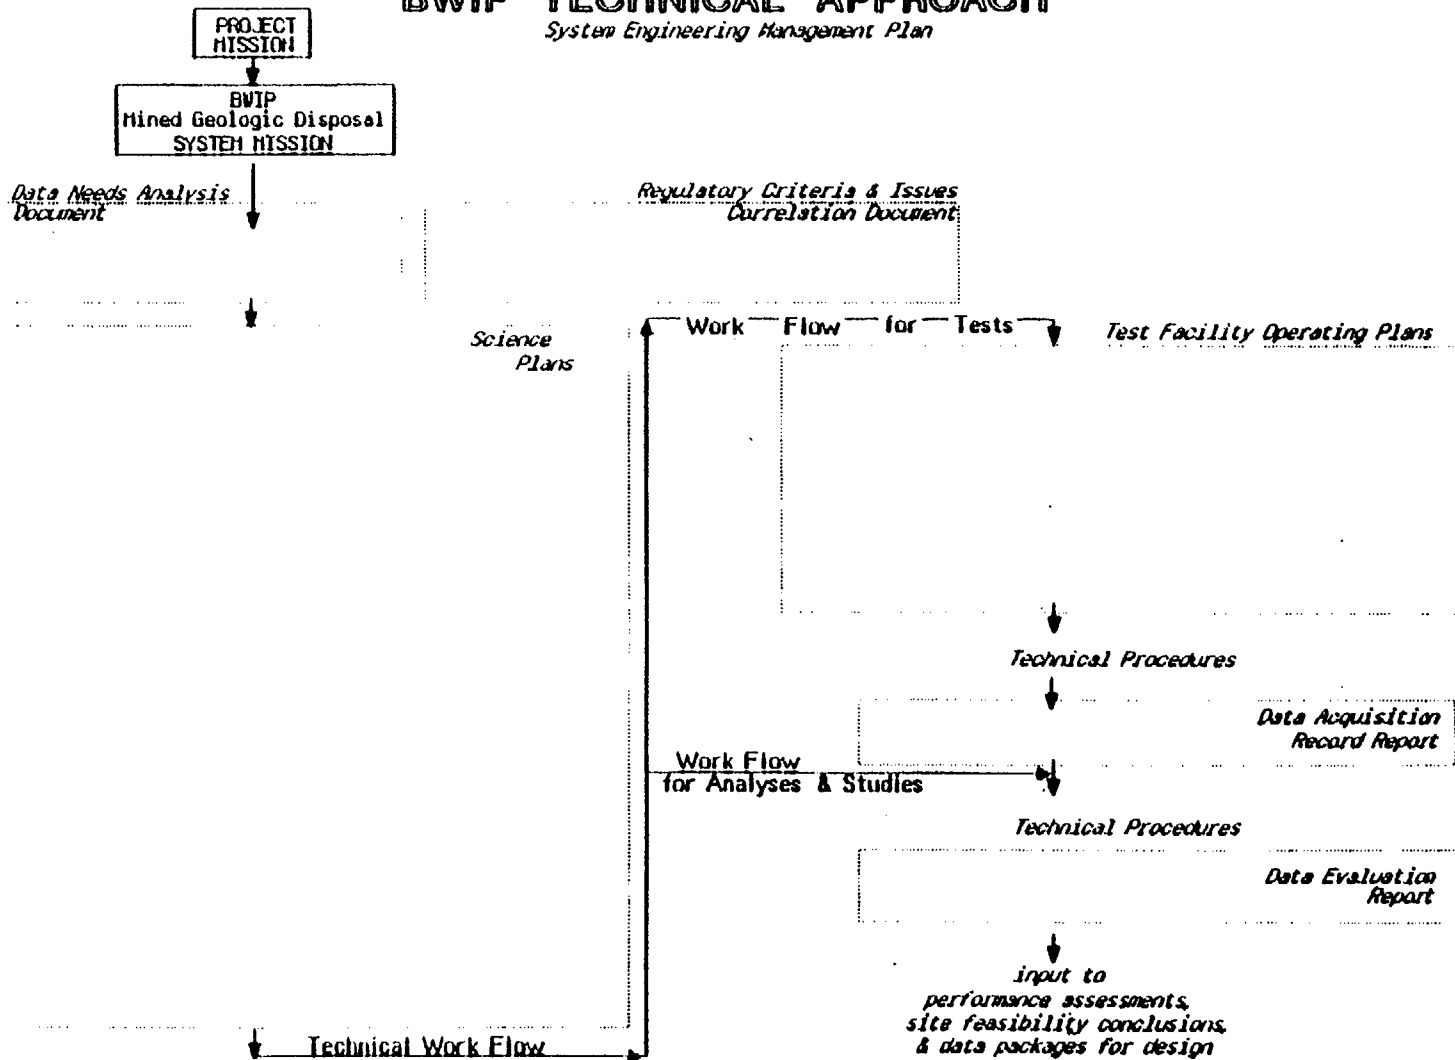 BWIP TECHNICAL APPROACH
System Engineering Management Plan
PROJECT
MISSION
BWIP
Mined Geologic Disposal
SYSTEM MISSION
Data Needs Analysis
Document
Regulatory Criteria & Issues
Correlation Document
Science
Plans
Work Flow for Tests
Test Facility Operating Plans
Technical Procedures
Data Acquisition
Record Report
Work Flow
for Analyses & Studies
Technical Procedures
Data Evaluation
Report
input to
performance assessments,
site feasibility conclusions,
& data packages for design
Technical Work Flow